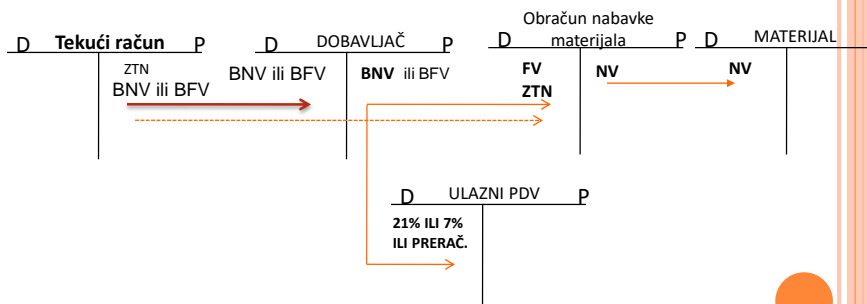 D Tekući račun P
ZTN
BNV ili BFV
D DOBAVLJAČ P
BNV ili BFV
BNV ili BFV
Obračun nabavke
D materijala P
FV
ZTN
NV
D MATERIJAL
NV
D ULAZNI PDV P
21% ILI 7%
ILI PRERAČ.